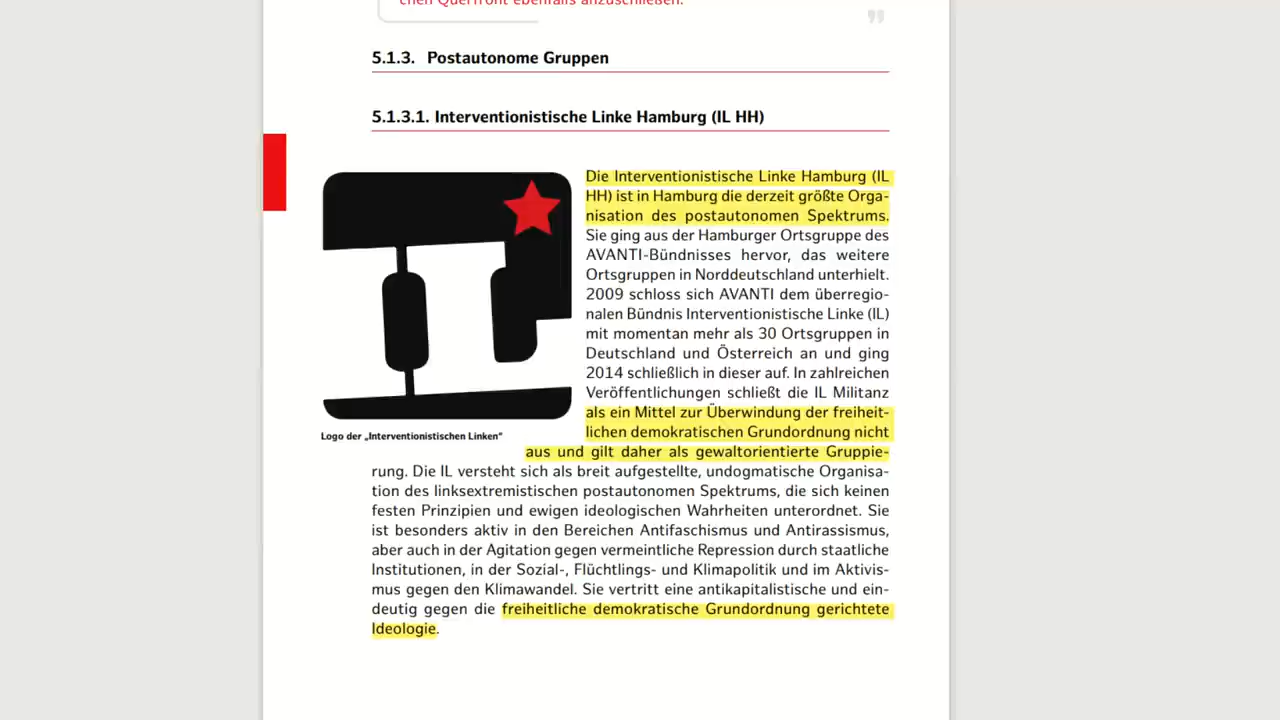 chen Querfront ebenfalls anzuschließen.
5.1.3. Postautonome Gruppen
5.1.3.1. Interventionistische Linke Hamburg (IL HH)
Die Interventionistische Linke Hamburg (IL
HH) ist in Hamburg die derzeit größte Orga-
nisation des postautonomen Spektrums.
Sie ging aus der Hamburger Ortsgruppe des
AVANTI-Bündnisses hervor, das weitere
Ortsgruppen in Norddeutschland unterhielt.
2009 schloss sich AVANTI dem überregio-
nalen Bündnis Interventionistische Linke (IL)
mit momentan mehr als 30 Ortsgruppen in
Deutschland und Österreich an und ging
2014 schließlich in dieser auf. In zahlreichen
Veröffentlichungen schließt die IL Militanz
als ein Mittel zur Überwindung der freiheit-
lichen demokratischen Grundordnung nicht
Logo der „Interventionistischen Linken“
aus und gilt daher als gewaltorientierte Gruppie-
rung. Die IL versteht sich als breit aufgestellte, undogmatische Organisa-
tion des linksextremistischen postautonomen Spektrums, die sich keinen
festen Prinzipien und ewigen ideologischen Wahrheiten unterordnet. Sie
ist besonders aktiv in den Bereichen Antifaschismus und Antirassismus,
aber auch in der Agitation gegen vermeintliche Repression durch staatliche
Institutionen, in der Sozial-, Flüchtlings- und Klimapolitik und im Aktivis-
mus gegen den Klimawandel. Sie vertritt eine antikapitalistische und ein-
deutig gegen die freiheitliche demokratische Grundordnung gerichtete
Ideologie.